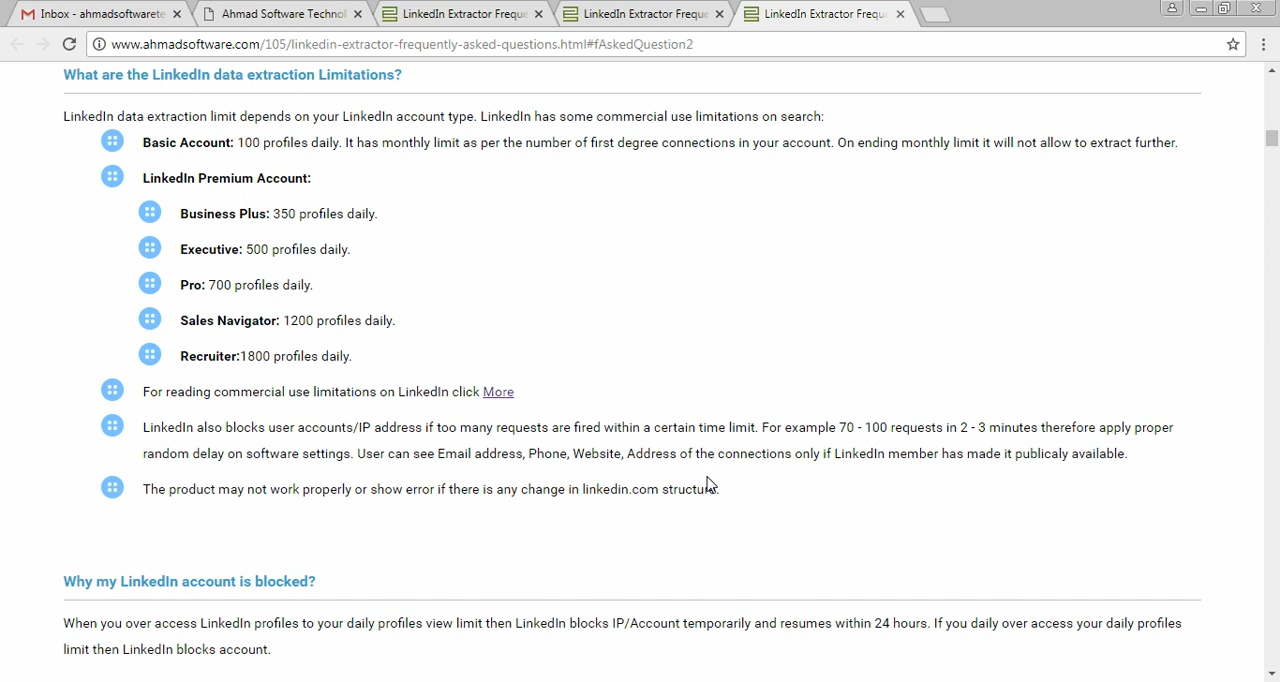 Inbox - ahmadsoftwarete
Ahmad Software Technol
LinkedIn Extractor Freque
LinkedIn Extractor Freque
LinkedIn Extractor Freque
www.ahmadsoftware.com/105/linkedin-extractor-frequently-asked-questions.html#fAskedQuestion2
What are the LinkedIn data extraction Limitations?
LinkedIn data extraction limit depends on your LinkedIn account type. LinkedIn has some commercial use limitations on search:
Basic Account: 100 profiles daily. It has monthly limit as per the number of first degree connections in your account. On ending monthly limit it will not allow to extract further.
LinkedIn Premium Account:
Business Plus: 350 profiles daily.
Executive: 500 profiles daily.
Pro: 700 profiles daily.
Sales Navigator: 1200 profiles daily.
Recruiter:1800 profiles daily.
For reading commercial use limitations on LinkedIn click More
LinkedIn also blocks user accounts/IP address if too many requests are fired within a certain time limit. For example 70 - 100 requests in 2 - 3 minutes therefore apply proper
random delay on software settings. User can see Email address, Phone, Website, Address of the connections only if LinkedIn member has made it publicaly available.
The product may not work properly or show error if there is any change in linkedin.com structure.
Why my LinkedIn account is blocked?
When you over access LinkedIn profiles to your daily profiles view limit then LinkedIn blocks IP/Account temporarily and resumes within 24 hours. If you daily over access your daily profiles
limit then LinkedIn blocks account.